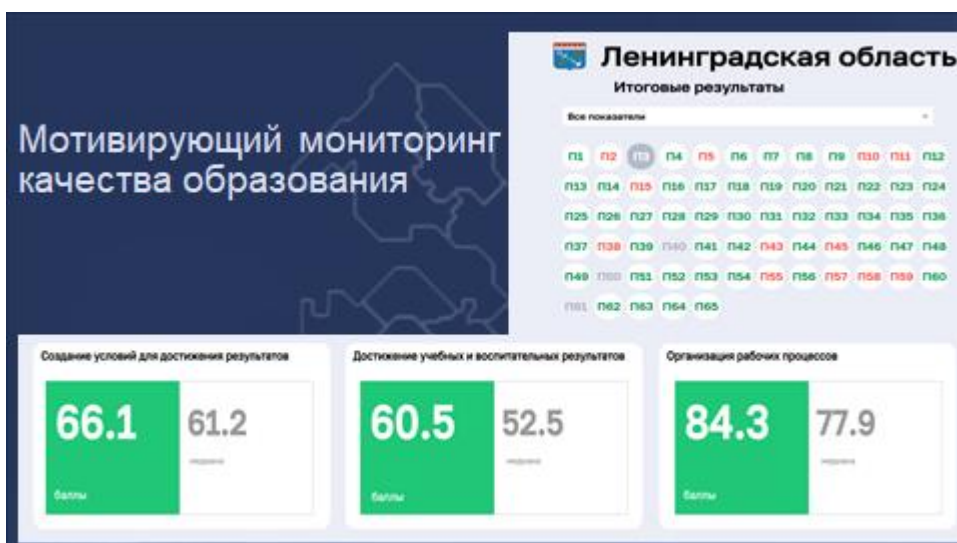 Мотивирующий мониторинг
качества образования
Ленинградская область
Итоговые результаты
Все показатели
П1 П2 П3 П4 П5 П6 П7 П8 П9 П10 П11 П12
П13 П14 П15 П16 П17 П18 П19 П20 П21 П22 П23 П24
П25 П26 П27 П28 П29 П30 П31 П32 П33 П34 П35 П36
П37 П38 П39 П40 П41 П42 П43 П44 П45 П46 П47 П48
П49 П50 П51 П52 П53 П54 П55 П56 П57 П58 П59 П60
П61 П62 П63 П64 П65
Создание условий для достижения результатов
66.1 61.2
медиана
баллы
Достижение учебных и воспитательных результатов
60.5 52.5
медиана
баллы
Организация рабочих процессов
84.3 77.9
медиана
баллы